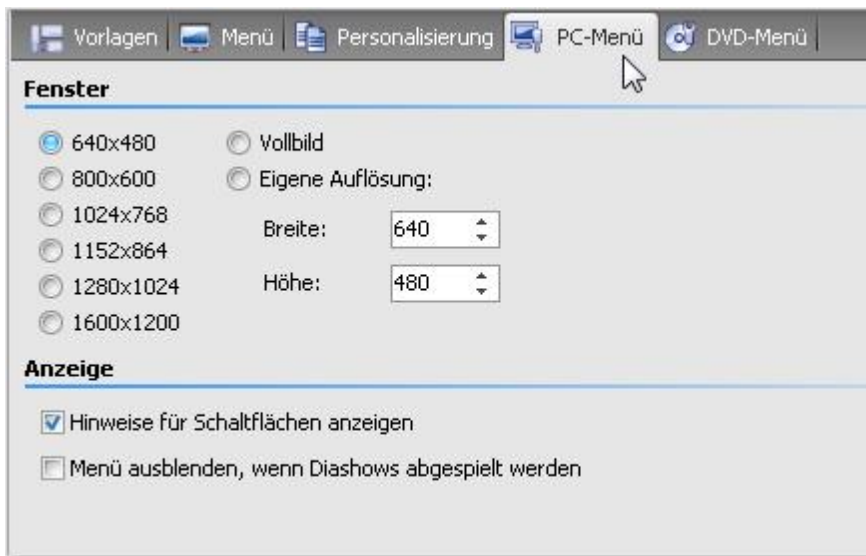 Vorlagen Menü Personalisierung PC-Menü DVD-Menü
Fenster
640x480 Vollbild
800x600 Eigene Auflösung:
1024x768
Breite: 640
1152x864
1280x1024 Höhe: 480
1600x1200
Anzeige
Hinweise für Schaltflächen anzeigen
Menü ausblenden, wenn Diashows abgespielt werden